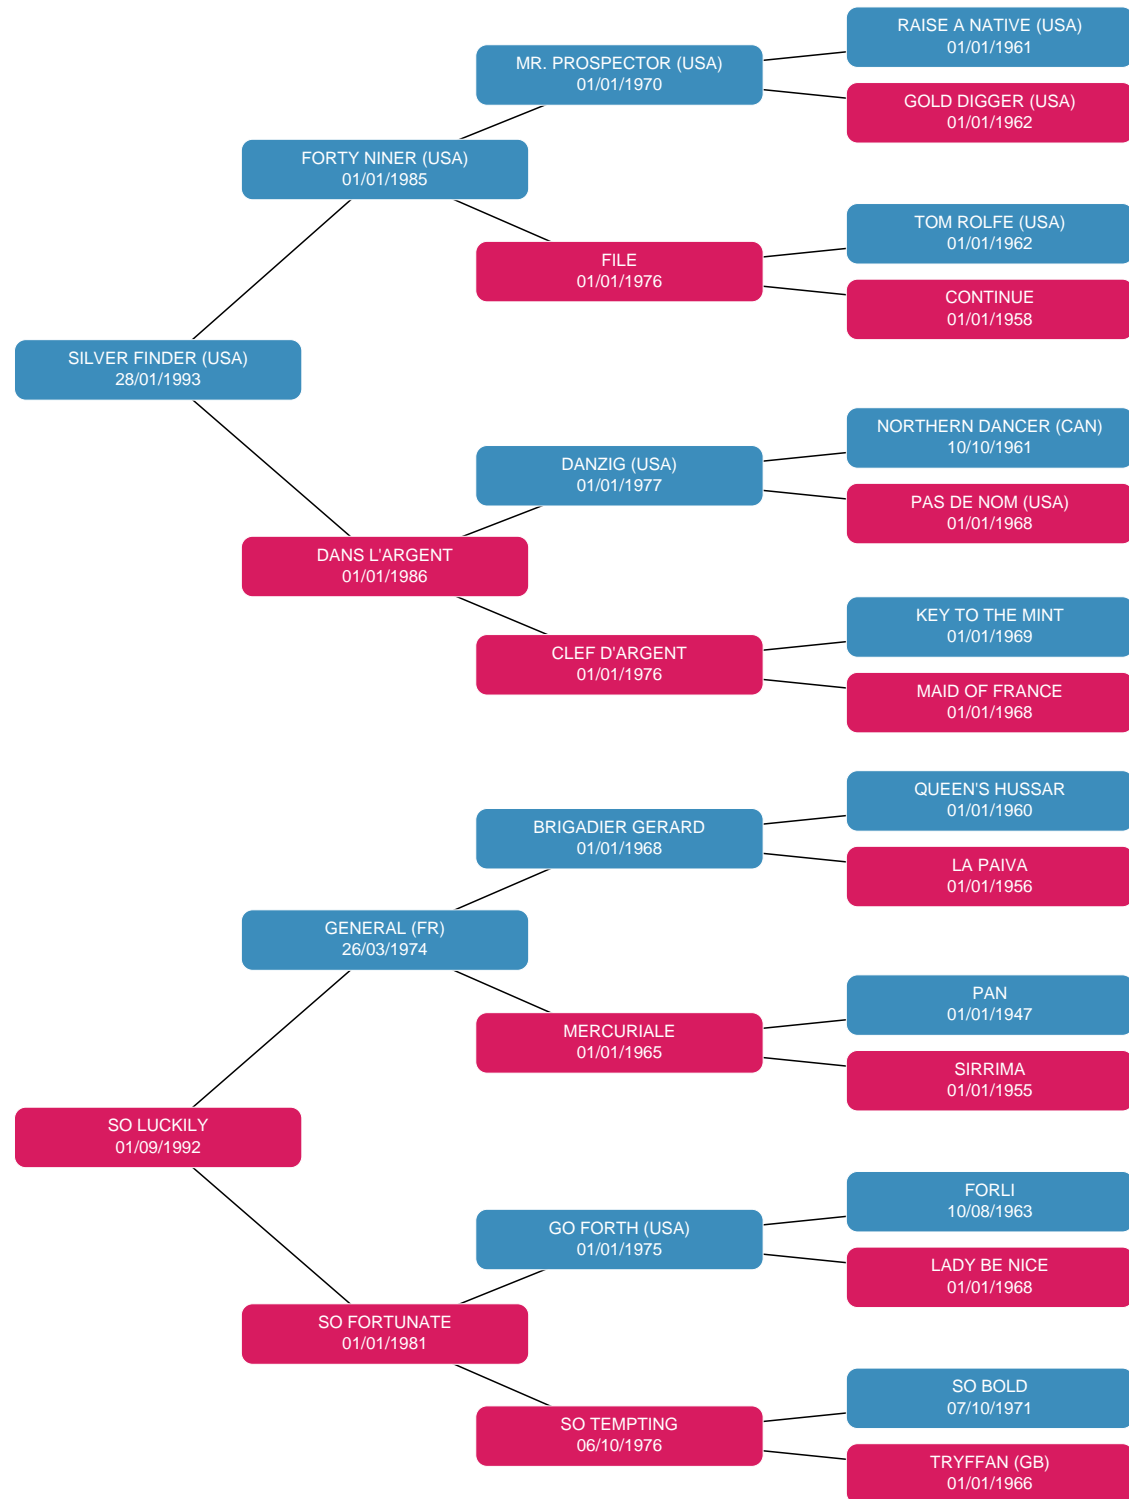 RAISE A NATIVE (USA)
01/01/1961
MR. PROSPECTOR (USA)
01/01/1970
GOLD DIGGER (USA)
01/01/1962
FORTY NINER (USA)
01/01/1985
TOM ROLFE (USA)
01/01/1962
FILE
01/01/1976
CONTINUE
01/01/1958
SILVER FINDER (USA)
28/01/1993
NORTHERN DANCER (CAN)
10/10/1961
DANZIG (USA)
01/01/1977
PAS DE NOM (USA)
01/01/1968
DANS L'ARGENT
01/01/1986
KEY TO THE MINT
01/01/1969
CLEF D'ARGENT
01/01/1976
MAID OF FRANCE
01/01/1968
QUEEN'S HUSSAR
01/01/1960
BRIGADIER GERARD
01/01/1968
LA PAIVA
01/01/1956
GENERAL (FR)
26/03/1974
PAN
01/01/1947
MERCURIALE
01/01/1965
SIRRIMA
01/01/1955
SO LUCKILY
01/09/1992
FORLI
10/08/1963
GO FORTH (USA)
01/01/1975
LADY BE NICE
01/01/1968
SO FORTUNATE
01/01/1981
SO BOLD
07/10/1971
SO TEMPTING
06/10/1976
TRYFFAN (GB)
01/01/1966